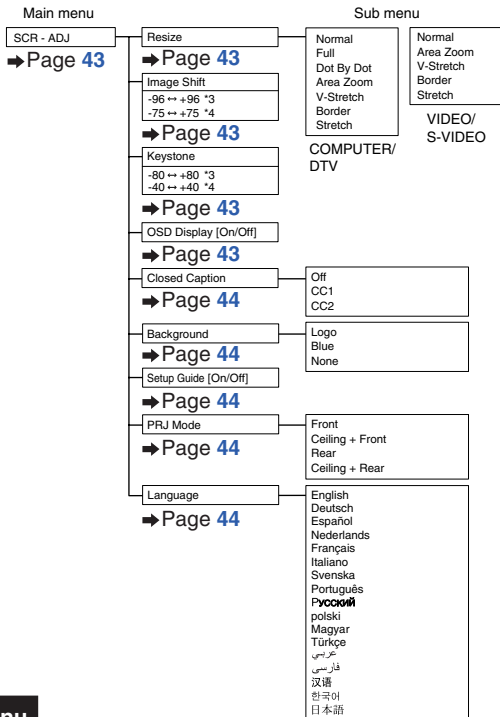 Main menu
Sub menu
SCR - ADJ
➡Page 43
Resize
➡Page 43
Normal
Full
Dot By Dot
Area Zoom
V-Stretch
Border
Stretch
COMPUTER/
DTV
Normal
Area Zoom
V-Stretch
Border
Stretch
VIDEO/
S-VIDEO
Image Shift
-96 ↔ +96 *3
-75 ↔ +75 *4
➡Page 43
Keystone
-80 ↔ +80 *3
-40 ↔ +40 *4
➡Page 43
OSD Display [On/Off]
➡Page 43
Closed Caption
➡Page 44
Off
CC1
CC2
Background
➡Page 44
Logo
Blue
None
Setup Guide [On/Off]
➡Page 44
PRJ Mode
➡Page 44
Front
Ceiling + Front
Rear
Ceiling + Rear
Language
➡Page 44
English
Deutsch
Español
Nederlands
Français
Italiano
Svenska
Português
Русский
polski
Magyar
Türkçe
عربي
فارسی
汉语
한국어
日本語